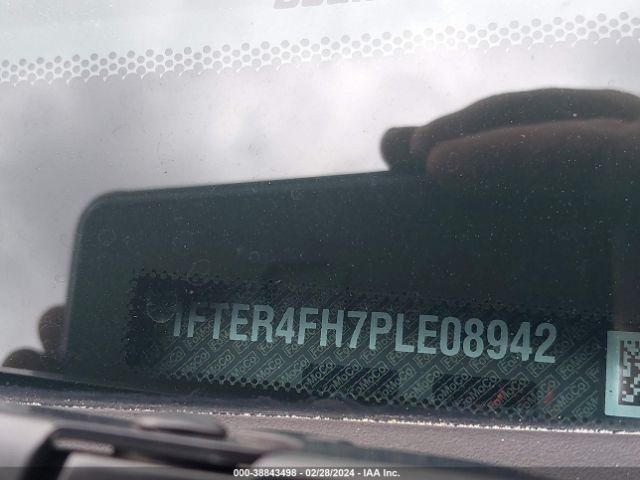 1FTER4FH7PLE08942
000-38843498 - 02/28/2024 - IAA Inc.